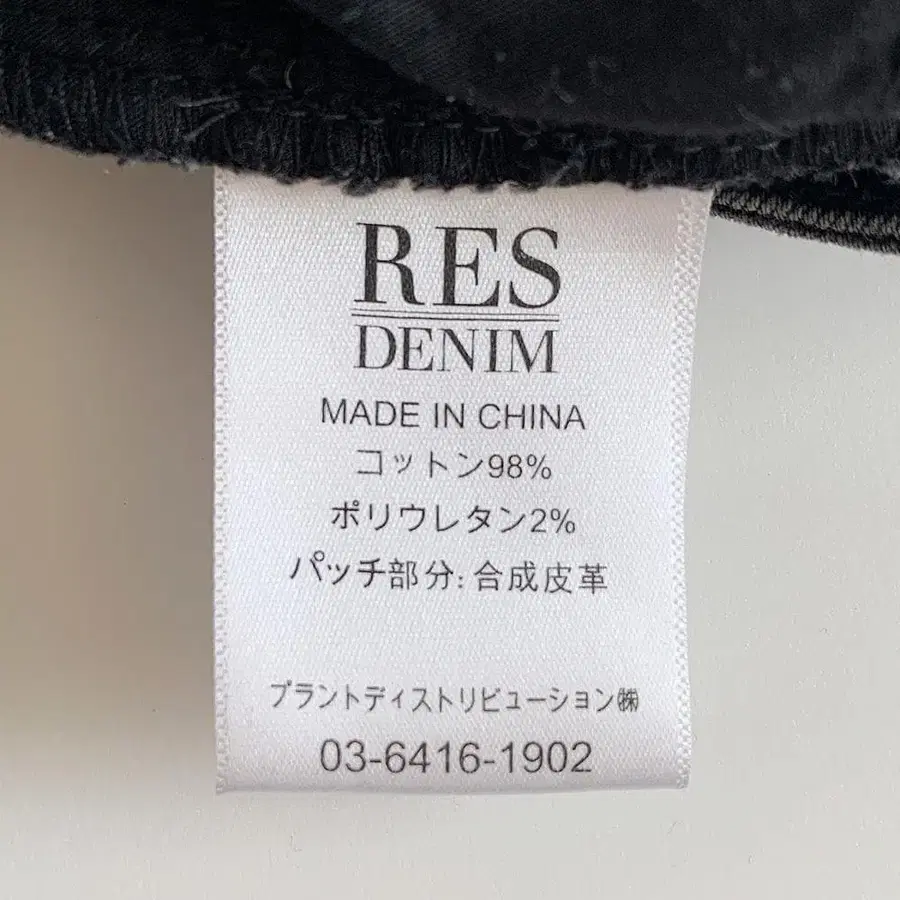 RES
DENIM
MADE IN CHINA
コットン98%
ポリウレタン2%
パッチ部分:合成皮革
プラントディストリビューション㈱
03-6416-1902